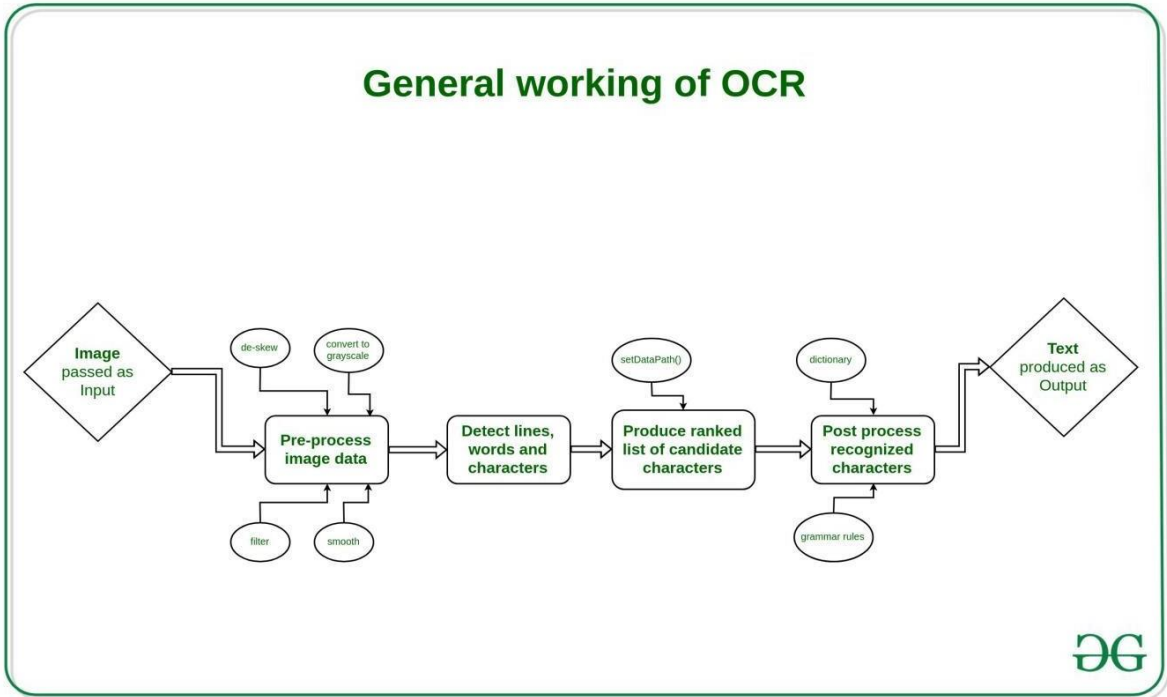 General working of OCR
Image
passed as
Input
de-skew
convert to
grayscale
Pre-process
image data
filter
smooth
Detect lines,
words and
characters
setDataPath()
Produce ranked
list of candidate
characters
dictionary
Post process
recognized
characters
grammar rules
Text
produced as
Output